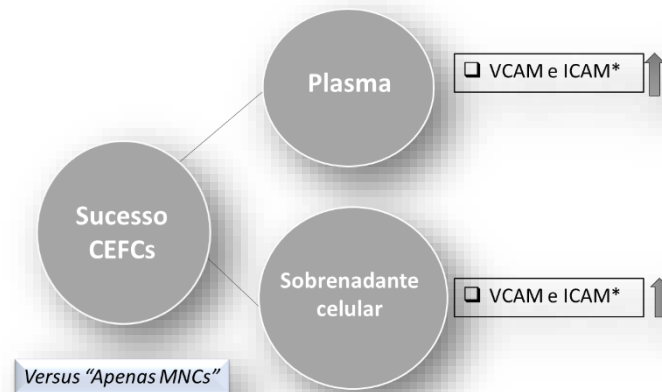 Plasma
❑ VCAM e ICAM*
Sucesso
CEFCs
Sobrenadante
celular
❑ VCAM e ICAM*
Versus "Apenas MNCs"